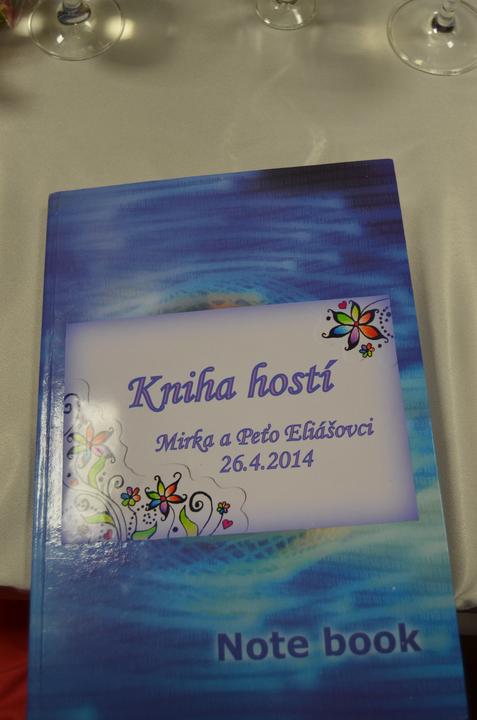 Kniha hostí
Mirka a Peťo Eliášovci
26.4.2014
Note book